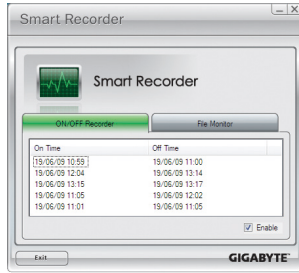 Smart Recorder
Smart Recorder
ON/OFF Recorder File Monitor
On Time Off Time
19/06/09 10:59 19/06/09 11:00
19/06/09 12:04 19/06/09 13:14
19/06/09 13:15 19/06/09 13:17
19/06/09 11:05 19/06/09 12:02
19/06/09 11:01 19/06/09 11:05
Enable
Exit GIGABYTE™